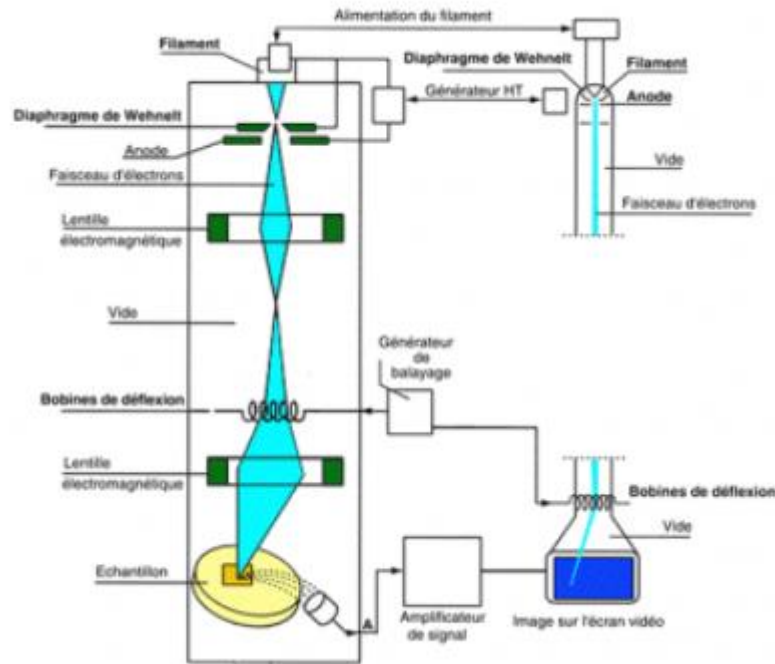 Alimentation du filament
Filament
Diaphragme de Wehnelt
Filament
Générateur HT
Anode
Diaphragme de Wehnelt
Anode
Vide
Faisceau d'électrons
Faisceau d'électrons
Lentille
électromagnétique
Vide
Générateur
de
balayage
Bobines de déflexion
Lentille
électromagnétique
Bobines de déflexion
Vide
Echantillon
A
Amplificateur
de signal
Image sur l'écran vidéo